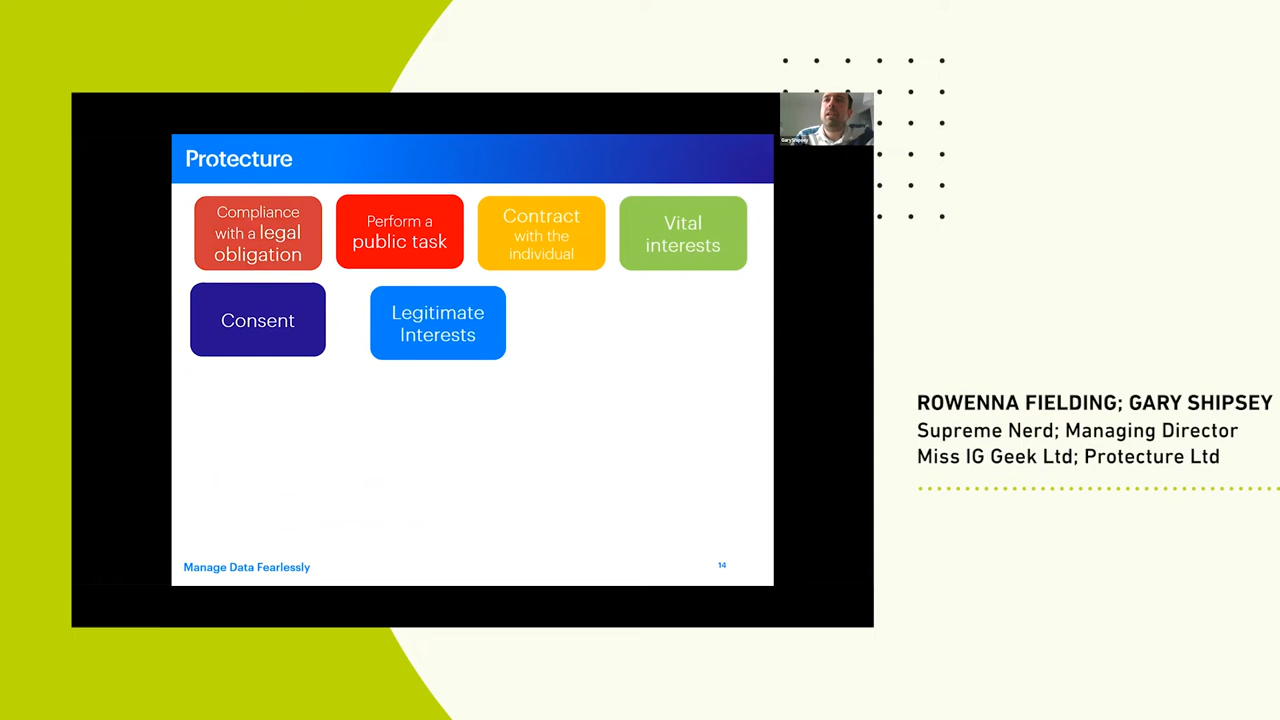 Protecture
Compliance
with a legal
obligation
Perform a
public task
Contract
with the
individual
Vital
interests
Consent
Legitimate
Interests
Manage Data Fearlessly
14
GaryShipsey
ROWENNA FIELDING; GARY SHIPSEY
Supreme Nerd; Managing Director
Miss IG Geek Ltd; Protecture Ltd